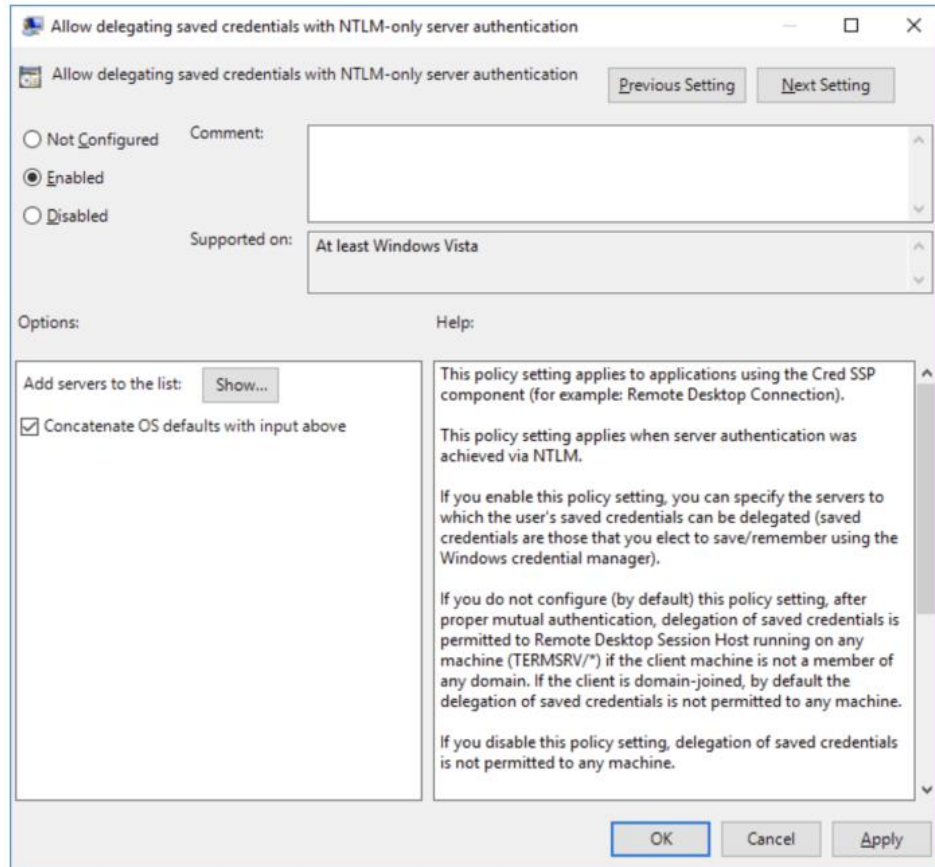 Allow delegating saved credentials with NTLM-only server authentication
Allow delegating saved credentials with NTLM-only server authentication
Previous Setting
Next Setting
Not Configured
Comment:
Enabled
Disabled
Supported on:
At least Windows Vista
Options:
Help:
Add servers to the list:
Show...
Concatenate OS defaults with input above
This policy setting applies to applications using the Cred SSP
component (for example: Remote Desktop Connection).
This policy setting applies when server authentication was
achieved via NTLM.
If you enable this policy setting, you can specify the servers to
which the user's saved credentials can be delegated (saved
credentials are those that you elect to save/remember using the
Windows credential manager).
If you do not configure (by default) this policy setting, after
proper mutual authentication, delegation of saved credentials is
permitted to Remote Desktop Session Host running on any
machine (TERMSRV/*) if the client machine is not a member of
any domain. If the client is domain-joined, by default the
delegation of saved credentials is not permitted to any machine.
If you disable this policy setting, delegation of saved credentials
is not permitted to any machine.
OK
Cancel
Apply